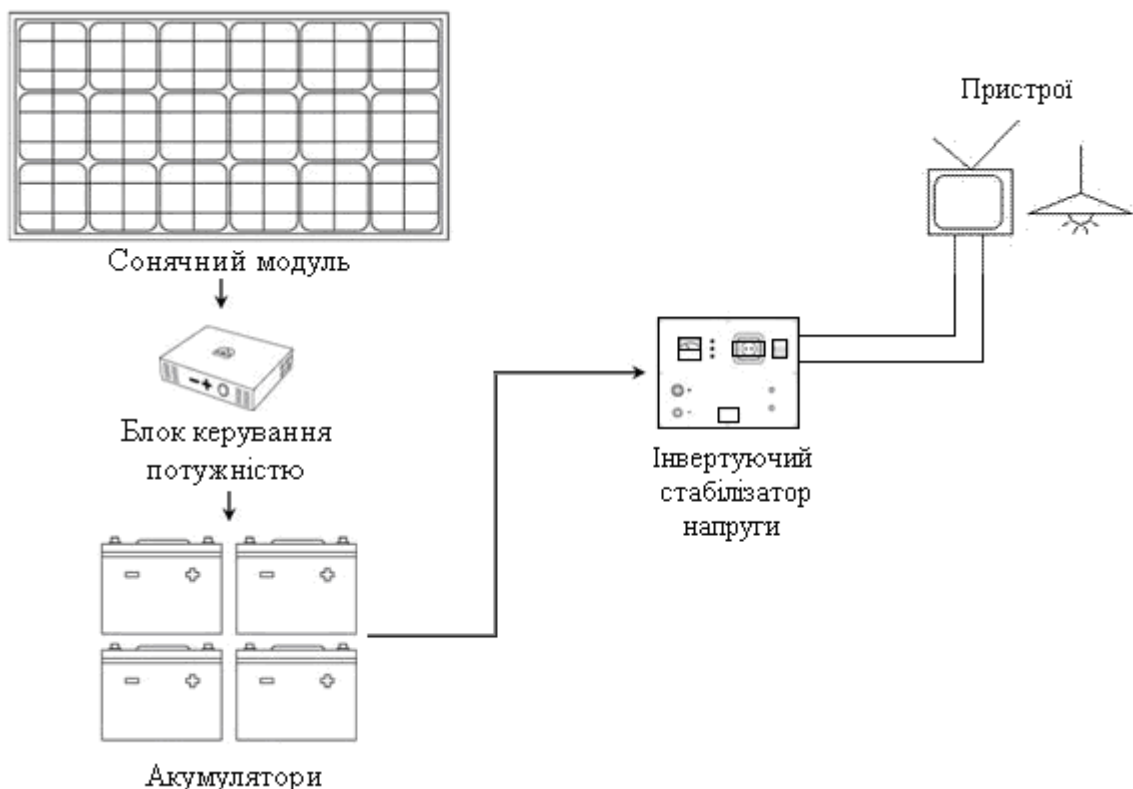 Сонячний модуль
Блок керування
потужністю
Акумулятори
Інвертуючий
стабілізатор
напруги
Пристрої